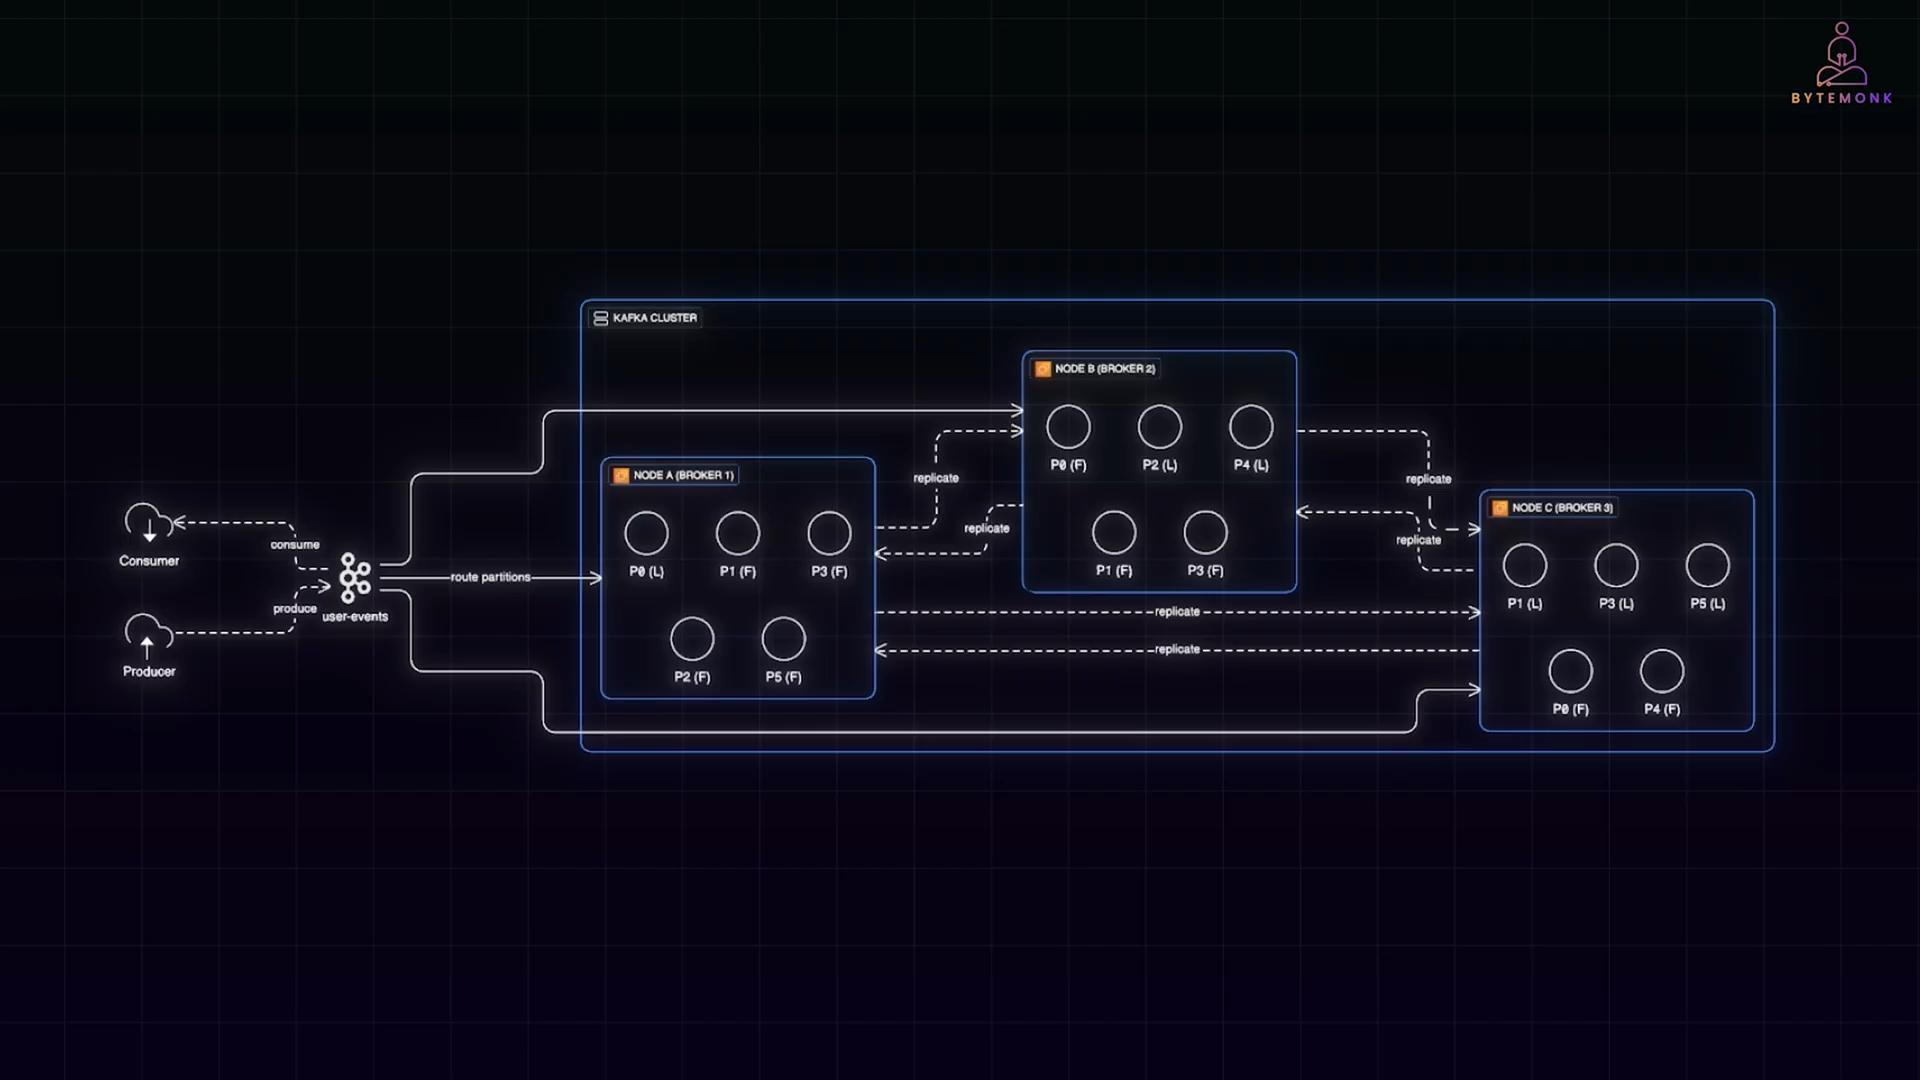 BYTEMONK
KAFKA CLUSTER
NODE B (BROKER 2)
P0 (F)
P2 (L)
P4 (L)
P1 (F)
P3 (F)
NODE A (BROKER 1)
P0 (L)
P1 (F)
P3 (F)
P2 (F)
P5 (F)
NODE C (BROKER 3)
P1 (L)
P3 (L)
P5 (L)
P0 (F)
P4 (F)
replicate
replicate
replicate
replicate
replicate
replicate
Consumer
consume
route partitions
produce
user-events
Producer